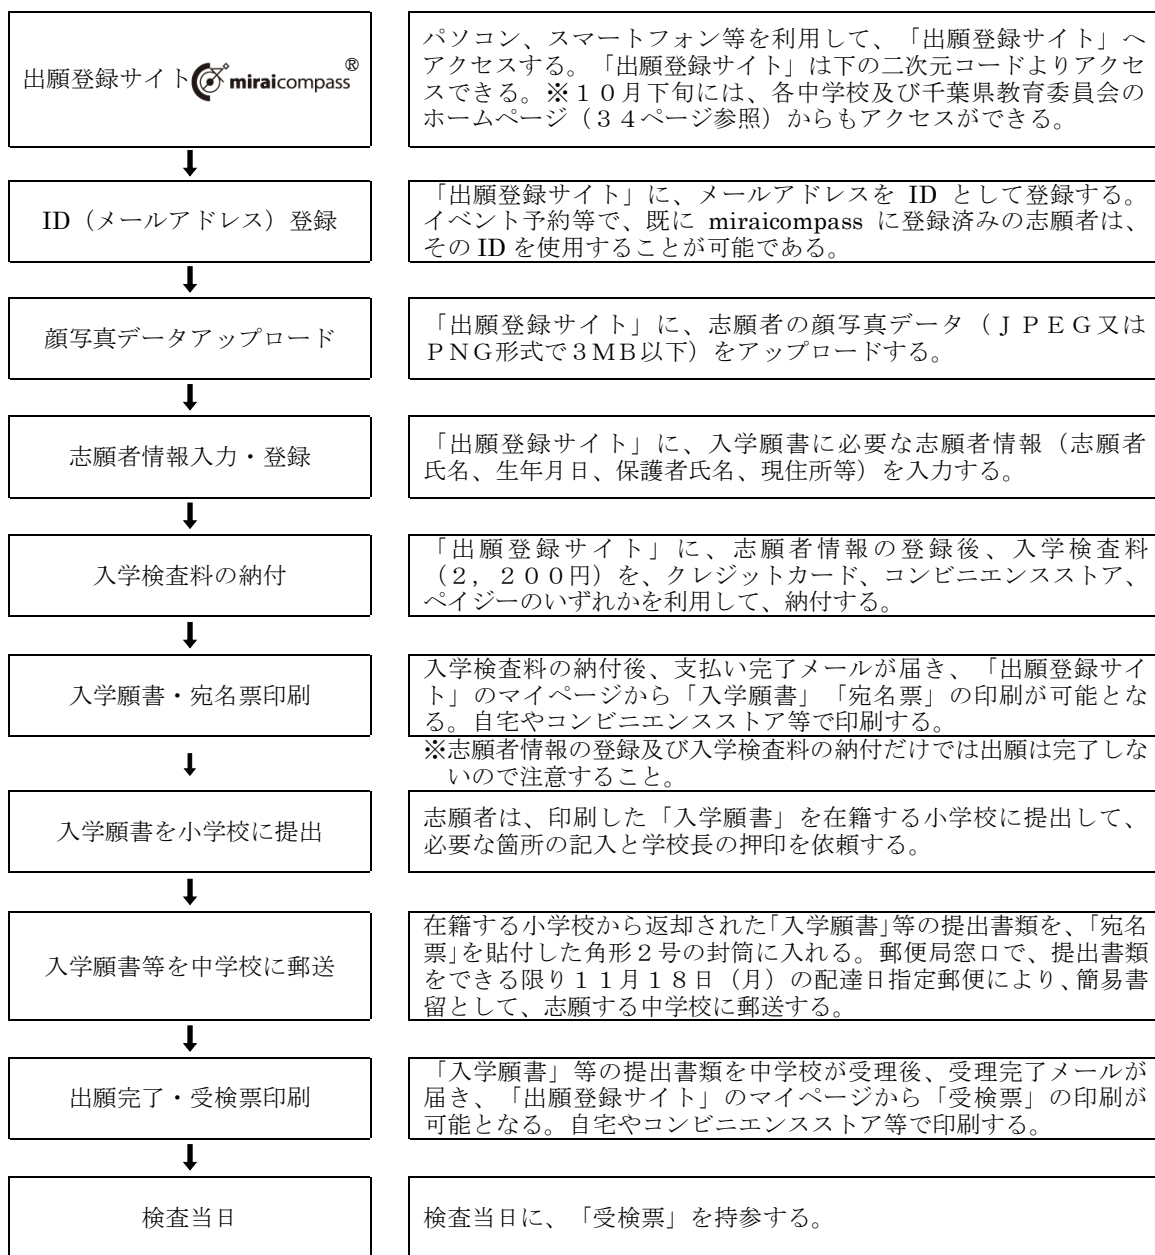 出願登録サイト miraicompass®
パソコン、スマートフォン等を利用して、「出願登録サイト」へ
アクセスする。「出願登録サイト」は下の二次元コードよりアクセ
スできる。※１０月下旬には、各中学校及び千葉県教育委員会の
ホームページ（３４ページ参照）からもアクセスができる。
ID（メールアドレス）登録
「出願登録サイト」に、メールアドレスを ID として登録する。
イベント予約等で、既に miraicompass に登録済みの志願者は、
その ID を使用することが可能である。
顔写真データアップロード
「出願登録サイト」に、志願者の顔写真データ（ＪＰＥＧ又は
ＰＮＧ形式で３ＭＢ以下）をアップロードする。
志願者情報入力・登録
「出願登録サイト」に、入学願書に必要な志願者情報（志願者
氏名、生年月日、保護者氏名、現住所等）を入力する。
入学検査料の納付
「出願登録サイト」に、志願者情報の登録後、入学検査料
（２，２００円）を、クレジットカード、コンビニエンスストア、
ペイジーのいずれかを利用して、納付する。
入学願書・宛名票印刷
入学検査料の納付後、支払い完了メールが届き、「出願登録サイ
ト」のマイページから「入学願書」「宛名票」の印刷が可能とな
る。自宅やコンビニエンスストア等で印刷する。
※志願者情報の登録及び入学検査料の納付だけでは出願は完了しな
いので注意すること。
入学願書を小学校に提出
志願者は、印刷した「入学願書」を在籍する小学校に提出して、
必要な箇所の記入と学校長の押印を依頼する。
入学願書等を中学校に郵送
在籍する小学校から返却された「入学願書」等の提出書類を、「宛名
票」を貼付した角形２号の封筒に入れる。郵便局窓口で、提出書類
をできる限り１１月１８日（月）の配達日指定郵便により、簡易書
留として、志願する中学校に郵送する。
出願完了・受検票印刷
「入学願書」等の提出書類を中学校が受理後、受理完了メールが
届き、「出願登録サイト」のマイページから「受検票」の印刷が
可能となる。自宅やコンビニエンスストア等で印刷する。
検査当日
検査当日に、「受検票」を持参する。